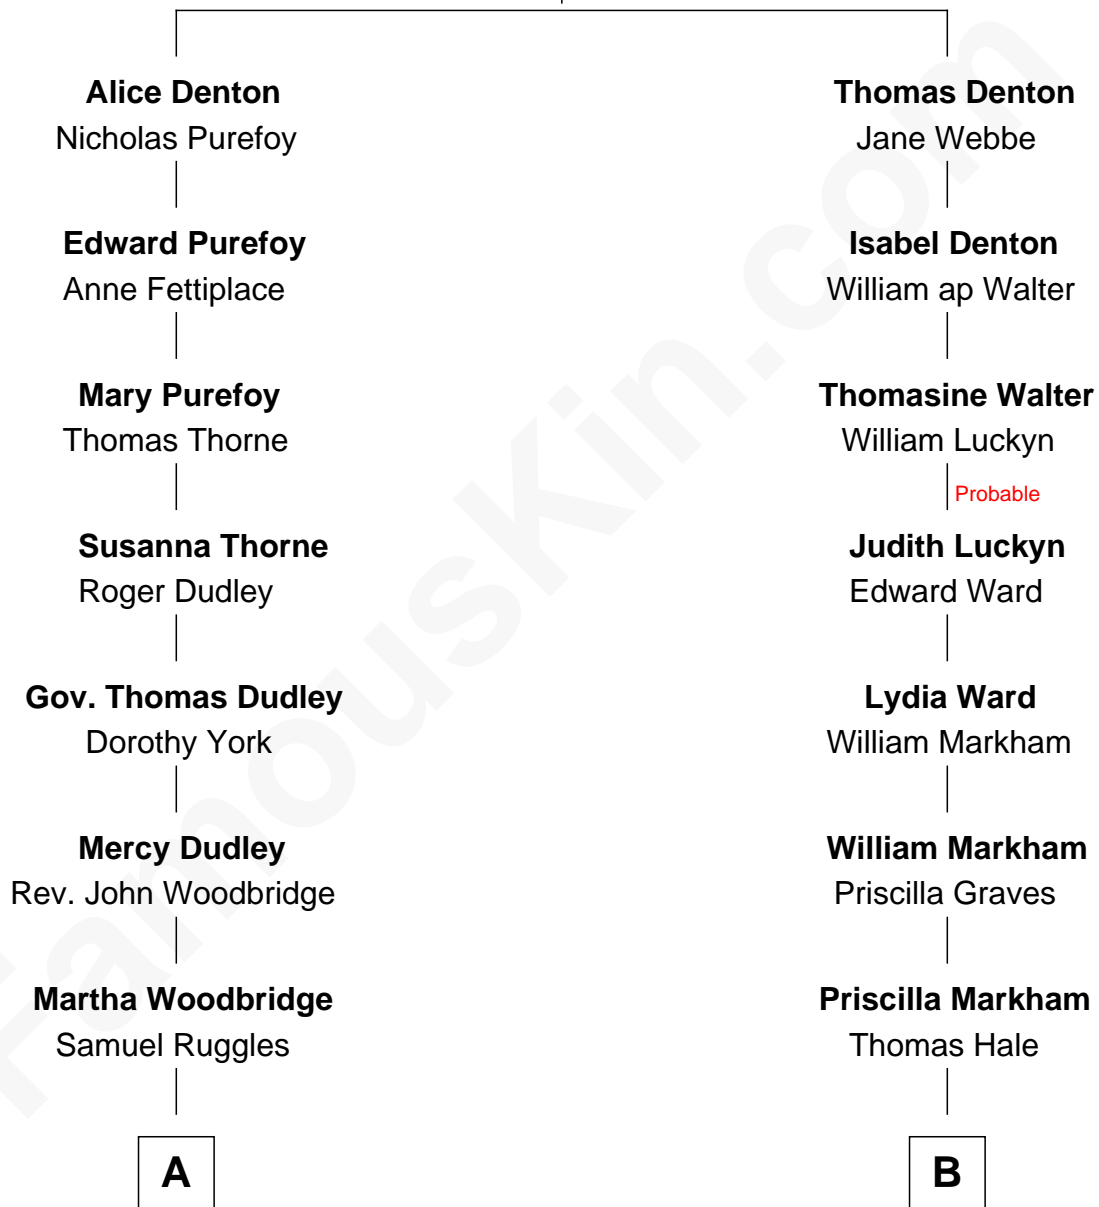 Alice Denton
Nicholas Purefoy
Edward Purefoy
Anne Fettiplace
Mary Purefoy
Thomas Thorne
Susanna Thorne
Roger Dudley
Gov. Thomas Dudley
Dorothy York
Mercy Dudley
Rev. John Woodbridge
Martha Woodbridge
Samuel Ruggles
A
Thomas Denton
Jane Webbe
Isabel Denton
William ap Walter
Thomasine Walter
William Luckyn
Probable
Judith Luckyn
Edward Ward
Lydia Ward
William Markham
William Markham
Priscilla Graves
Priscilla Markham
Thomas Hale
B
FamousKin.com